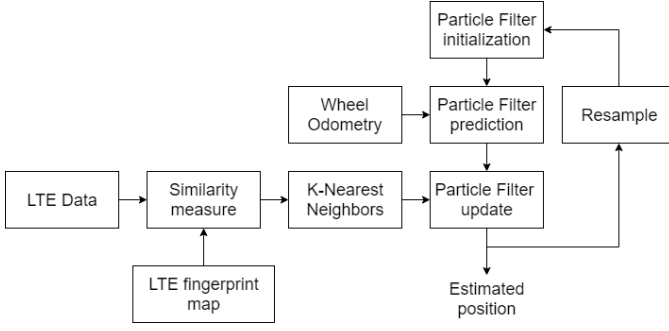 Particle Filter
initialization
Wheel
Odometry
Particle Filter
prediction
Resample
LTE Data
Similarity
measure
K-Nearest
Neighbors
Particle Filter
update
LTE fingerprint
map
Estimated
position